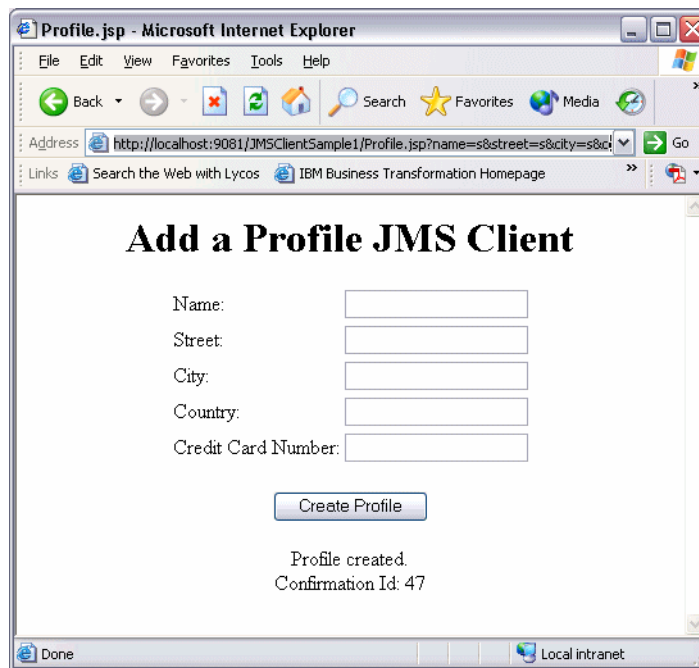 Profile.jsp - Microsoft Internet Explorer
File Edit View Favorites Tools Help
Back Search Favorites Media
Address http://localhost:9081/JMSClientSample1/Profile.jsp?name=s&street=s&city=s&c Go
Links Search the Web with Lycos IBM Business Transformation Homepage »
Add a Profile JMS Client
Name:
Street:
City:
Country:
Credit Card Number:
Create Profile
Profile created.
Confirmation Id: 47
Done Local intranet